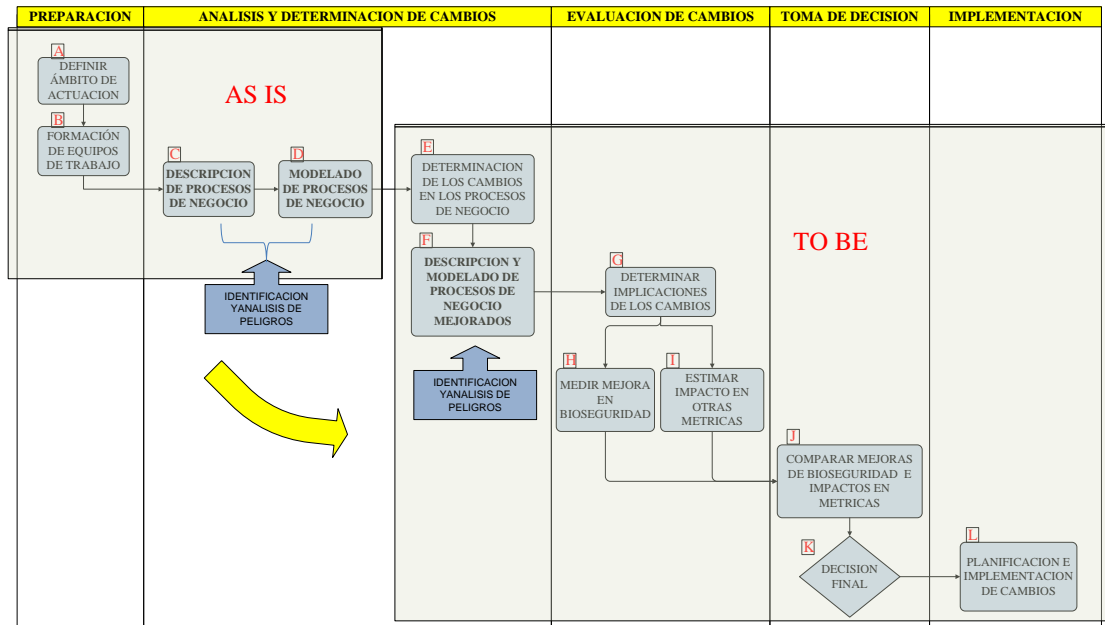 PREPARACION
ANALISIS Y DETERMINACION DE CAMBIOS
EVALUACION DE CAMBIOS
TOMA DE DECISION
IMPLEMENTACION
A
DEFINIR
ÁMBITO DE
ACTUACION
AS IS
B
FORMACIÓN
DE EQUIPOS
DE TRABAJO
C
DESCRIPCION
DE PROCESOS
DE NEGOCIO
D
MODELADO
DE PROCESOS
DE NEGOCIO
IDENTIFICACION
YANALISIS DE
PELIGROS
E
DETERMINACION
DE LOS CAMBIOS
EN LOS PROCESOS
DE NEGOCIO
TO BE
F
DESCRIPCION Y
MODELADO DE
PROCESOS DE
NEGOCIO
MEJORADOS
IDENTIFICACION
YANALISIS DE
PELIGROS
G
DETERMINAR
IMPLICACIONES
DE LOS CAMBIOS
H
MEDIR MEJORA
EN
BIOSEGURIDAD
I
ESTIMAR
IMPACTO EN
OTRAS
METRICAS
J
COMPARAR MEJORAS
DE BIOSEGURIDAD E
IMPACTOS EN
METRICAS
K
DECISION
FINAL
L
PLANIFICACION E
IMPLEMENTACION
DE CAMBIOS